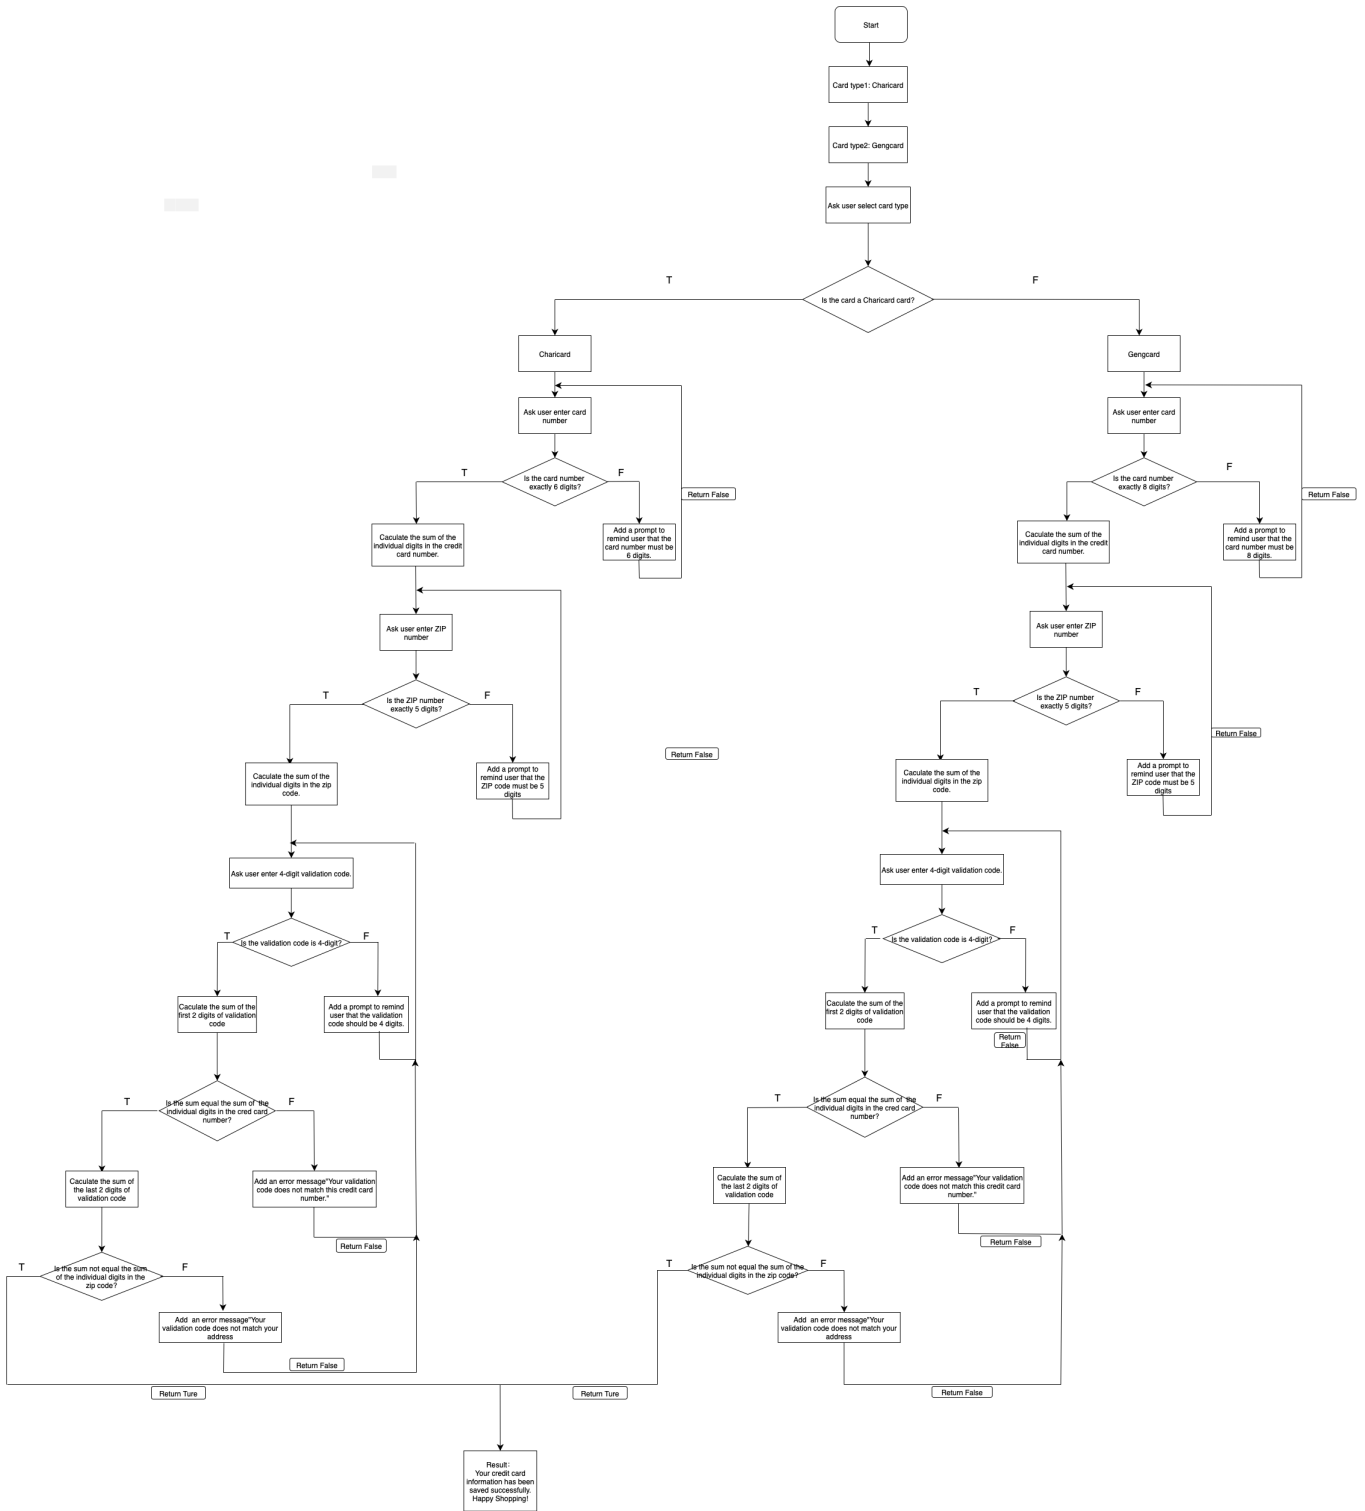 Start
Card type1: Charicard
Card type2: Gengcard
Ask user select card type
T
F
Is the card a Charicard card?
Charicard
Gengcard
Ask user enter card
number
Ask user enter card
number
T
F
Is the card number
exactly 6 digits?
F
T
Is the card number
exactly 8 digits?
Return False
Return False
Caculate the sum of the
individual digits in the credit
card number.
Add a prompt to
remind user that the
card number must be
6 digits.
Caculate the sum of the
individual digits in the credit
card number.
Add a prompt to
remind user that the
card number must be
8 digits.
Ask user enter ZIP
number
Ask user enter ZIP
number
T
F
Is the ZIP number
exactly 5 digits?
T
F
Is the ZIP number
exactly 5 digits?
Return False
Return False
Caculate the sum of the
individual digits in the zip
code.
Add a prompt to
remind user that the
ZIP code must be 5
digits
Caculate the sum of the
individual digits in the zip
code.
Add a prompt to
remind user that the
ZIP code must be 5
digits
Ask user enter 4-digit validation code.
Ask user enter 4-digit validation code.
T
F
Is the validation code is 4-digit?
T
F
Is the validation code is 4-digit?
Caculate the sum of the
first 2 digits of validation
code
Add a prompt to remind
user that the validation
code should be 4 digits.
Caculate the sum of the
first 2 digits of validation
code
Add a prompt to remind
user that the validation
code should be 4 digits.
Return
False
T
F
Is the sum equal the sum of the
individual digits in the cred card
number?
T
F
Is the sum equal the sum of the
individual digits in the cred card
number?
Caculate the sum of
the last 2 digits of
validation code
Add an error message"Your validation
code does not match this credit card
number."
Caculate the sum of
the last 2 digits of
validation code
Add an error message"Your validation
code does not match this credit card
number."
Return False
Return False
T
F
Is the sum not equal the sum
of the individual digits in the
zip code?
T
F
Is the sum not equal the sum of the
individual digits in the zip code?
Add an error message"Your
validation code does not match your
address
Add an error message"Your
validation code does not match your
address
Return False
Return Ture
Return Ture
Return False
Result:
Your credit card
information has been
saved successfully.
Happy Shopping!